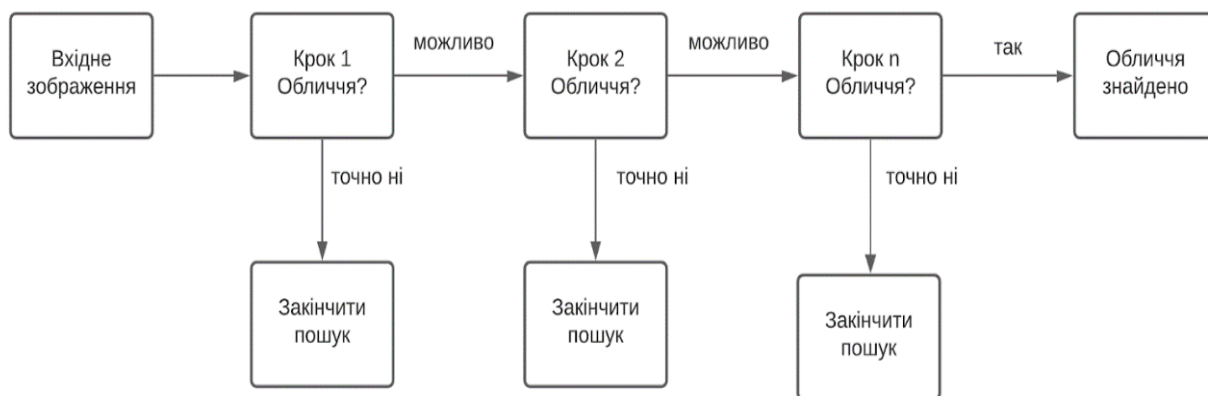 Вхідне
зображення
Крок 1
Обличчя?
можливо
Крок 2
Обличчя?
можливо
Крок n
Обличчя?
так
Обличчя
знайдено
точно ні
точно ні
точно ні
Закінчити
пошук
Закінчити
пошук
Закінчити
пошук